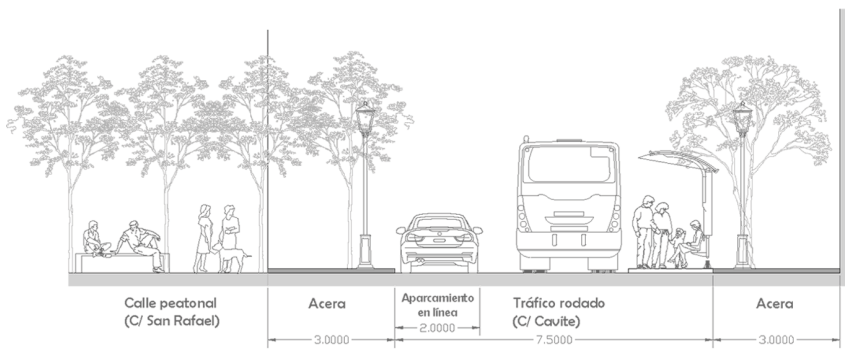 Calle peatonal
(C/ San Rafael)
Acera
Aparcamiento
en línea
Tráfico rodado
(C/ Cavite)
Acera
2.0000
3.0000
7.5000
3.0000